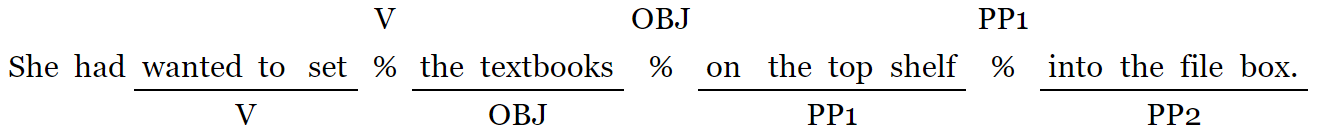 V OBJ PP1
She had wanted to set % the textbooks % on the top shelf % into the file box.
V OBJ PP1 PP2